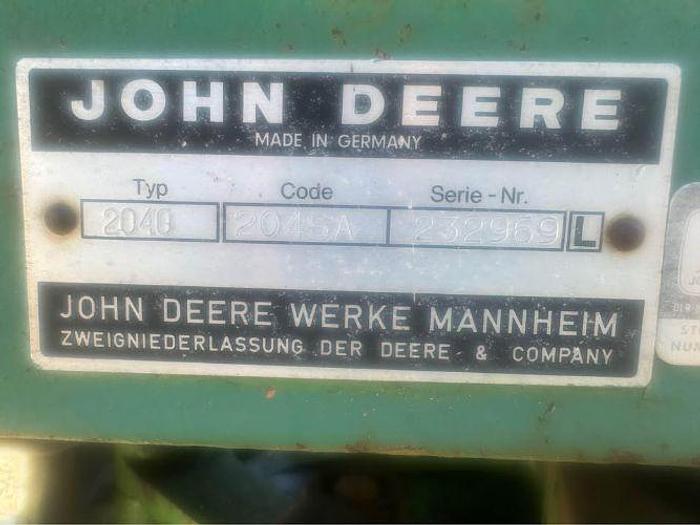 JOHN DEERE
MADE IN GERMANY
Typ Code Serie-Nr.
2040 204SA 232969 L
JOHN DEERE WERKE MANNHEIM
ZWEIGNIEDERLASSUNG DER DEERE & COMPANY